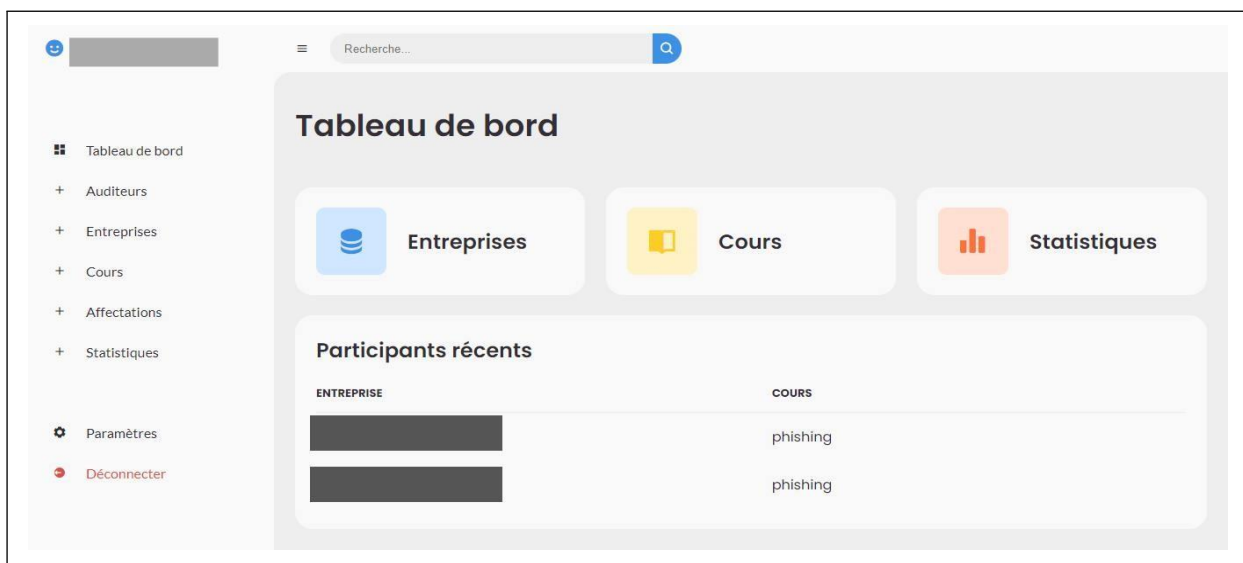 Recherche...
Tableau de bord
Auditeurs
Entreprises
Cours
Affectations
Statistiques
Paramètres
Déconnecter
Tableau de bord
Entreprises
Cours
Statistiques
Participants récents
ENTREPRISE COURS
phishing
phishing